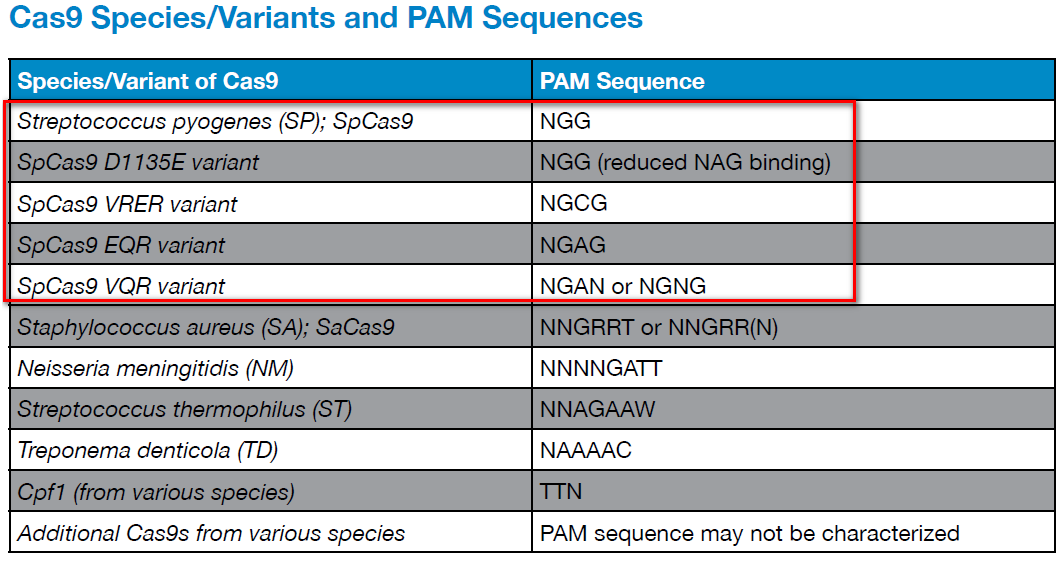 Cas9 Species/Variants and PAM Sequences
Species/Variant of Cas9 PAM Sequence
Streptococcus pyogenes (SP); SpCas9 NGG
SpCas9 D1135E variant NGG (reduced NAG binding)
SpCas9 VRER variant NGCG
SpCas9 EQR variant NGAG
SpCas9 VQR variant NGAN or NGNG
Staphylococcus aureus (SA); SaCas9 NNGRRT or NNGRR(N)
Neisseria meningitidis (NM) NNNNGATT
Streptococcus thermophilus (ST) NNAGAAW
Treponema denticola (TD) NAAAAC
Cpf1 (from various species) TTN
Additional Cas9s from various species PAM sequence may not be characterized